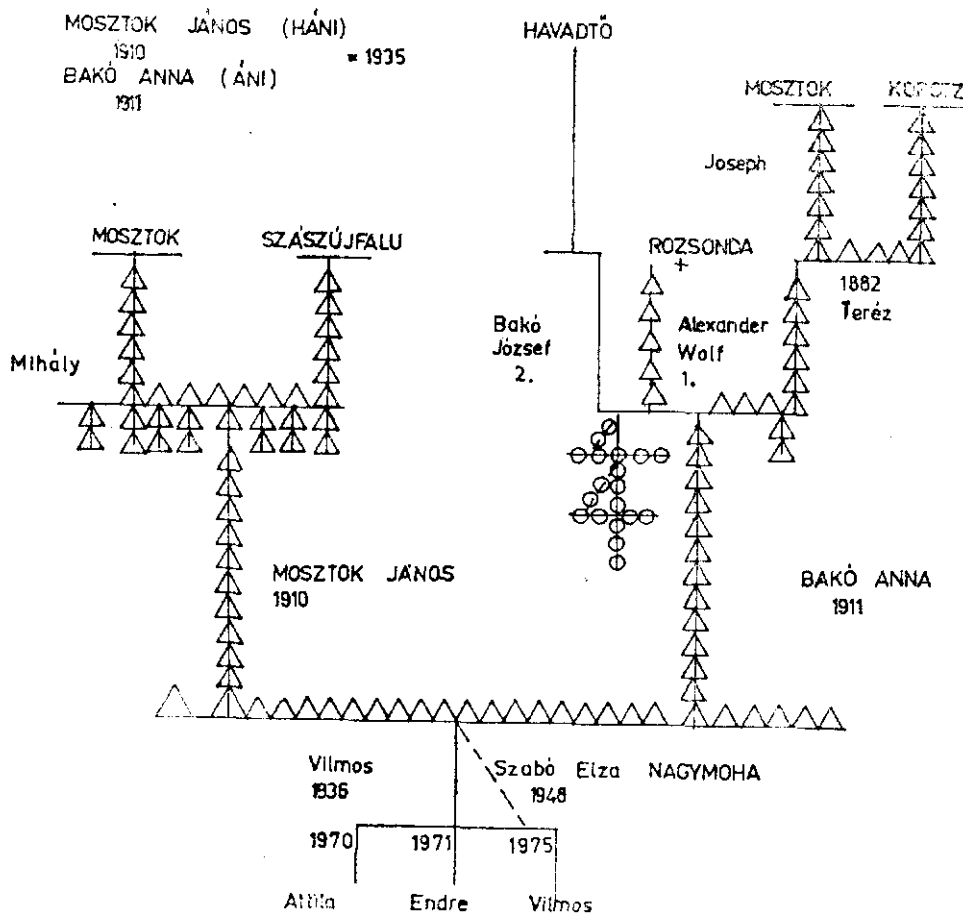 MOSZTOK JÁNOS (HÁNI)
1910
= 1935
BAKÓ ANNA (ÁNI)
1911
HAVADTŐ
MOSZTOK
Joseph
MOSZTOK
SZÁSZÚJFALU
ROZSONDA
+
1882
Teréz
Bakó
József
2.
Alexander
Wolf
1.
Mihály
MOSZTOK JÁNOS
1910
BAKÓ ANNA
1911
Vilmos
1936
Szabó Elza NAGYMOHA
1948
1970
1971
1975
Attila
Endre
Vilmos